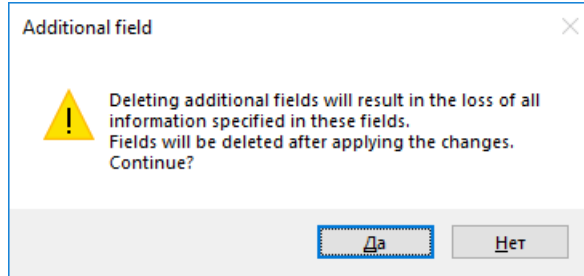 Additional field
Deleting additional fields will result in the loss of all
information specified in these fields.
Fields will be deleted after applying the changes.
Continue?
Да
Нет